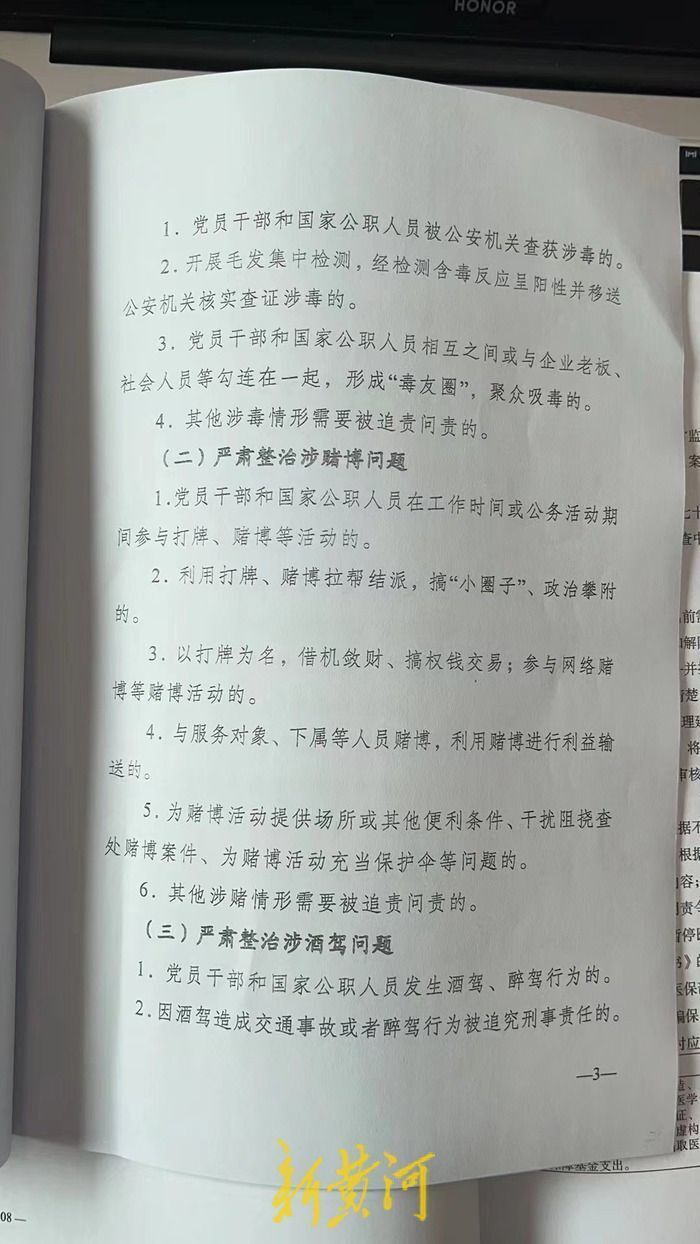 HONOR
1. 党员干部和国家公职人员被公安机关查获涉毒的。
2. 开展毛发集中检测，经检测含毒反应呈阳性并移送
公安机关核实查证涉毒的。
3. 党员干部和国家公职人员相互之间或与企业老板、
社会人员等勾连在一起，形成“毒友圈”，聚众吸毒的。
4. 其他涉毒情形需要被追责问责的。
（二）严肃整治涉赌博问题
1.党员干部和国家公职人员在工作时间或公务活动期
间参与打牌、赌博等活动的。
2. 利用打牌、赌博拉帮结派，搞“小圈子”、政治攀附
的。
3. 以打牌为名，借机敛财、搞权钱交易；参与网络赌
博等赌博活动的。
4. 与服务对象、下属等人员赌博，利用赌博进行利益输
送的。
5. 为赌博活动提供场所或其他便利条件、干扰阻挠查
处赌博案件、为赌博活动充当保护伞等问题的。
6. 其他涉赌情形需要被追责问责的。
（三）严肃整治涉酒驾问题
1. 党员干部和国家公职人员发生酒驾、醉驾行为的。
2.因酒驾造成交通事故或者醉驾行为被追究刑事责任的。
—3—
新黄河
08—
障基金支出。